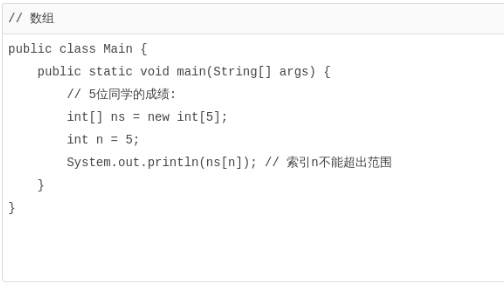 // 数组
public class Main {
    public static void main(String[] args) {
        // 5位同学的成绩:
        int[] ns = new int[5];
        int n = 5;
        System.out.println(ns[n]); // 索引n不能超出范围
    }
}